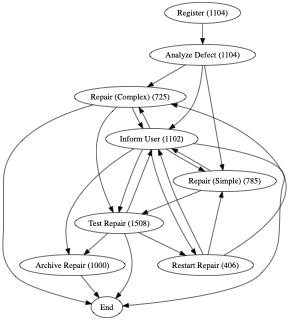 Register (1104)
Analyze Defect (1104)
Repair (Complex) (725)
Inform User (1102)
Repair (Simple) (785)
Test Repair (1508)
Archive Repair (1000)
Restart Repair (406)
End